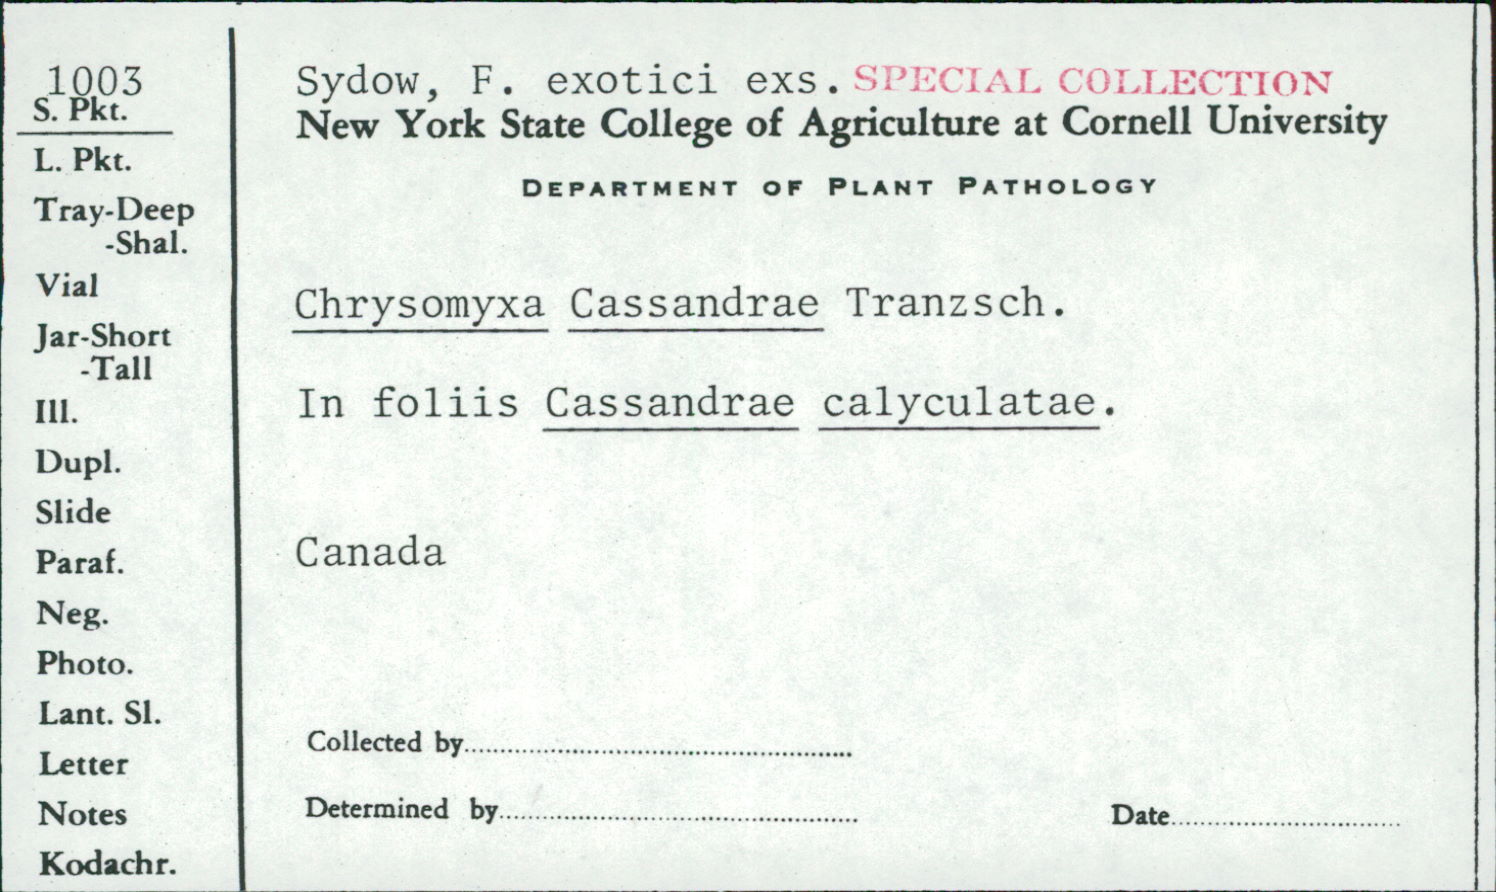 1003
S. Pkt.
L. Pkt.
Tray-Deep
-Shal.
Vial
Jar-Short
-Tall
Ill.
Dupl.
Slide
Paraf.
Neg.
Photo.
Lant. Sl.
Letter
Notes
Kodachr.
Sydow, F. exotici exs. SPECIAL COLLECTION
New York State College of Agriculture at Cornell University
DEPARTMENT OF PLANT PATHOLOGY
Chrysomyxa Cassandrae Tranzsch.
In foliis Cassandrae calyculatae.
Canada
Collected by
Determined by
Date